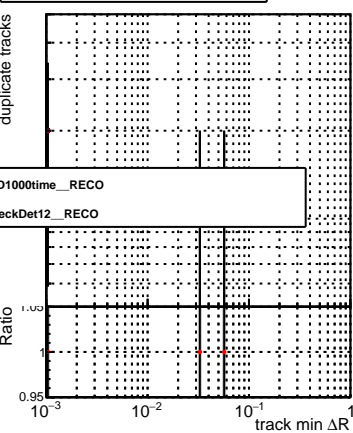 duplicate tracks
01000time__RECO
eckDet12__RECO
1.05
Ratio
1
0.95
10⁻³ 10⁻² 10⁻¹ 1
track min ΔR